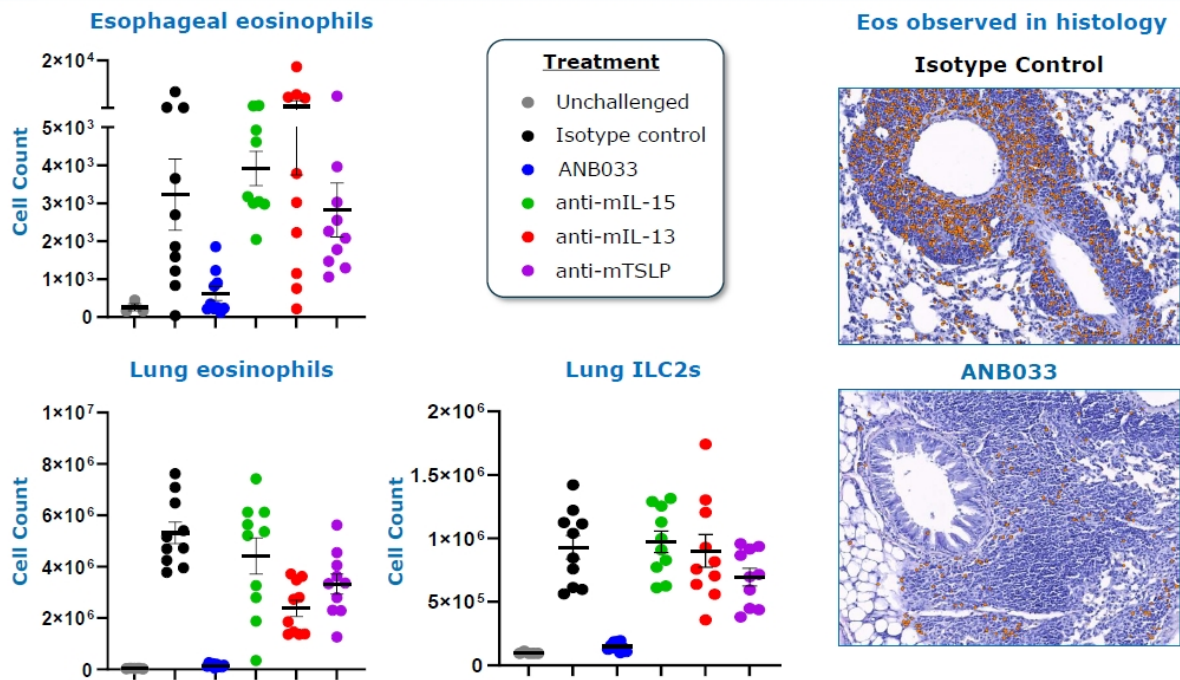 Esophageal eosinophils
Cell Count
2×10⁴
5×10³
4×10³
3×10³
2×10³
1×10³
0
Treatment
Unchallenged
Isotype control
ANB033
anti-mIL-15
anti-mIL-13
anti-mTSLP
Eos observed in histology
Isotype Control
ANB033
Lung eosinophils
Cell Count
1×10⁷
8×10⁶
6×10⁶
4×10⁶
2×10⁶
0
Lung ILC2s
Cell Count
2×10⁶
1.5×10⁶
1×10⁶
5×10⁵
0